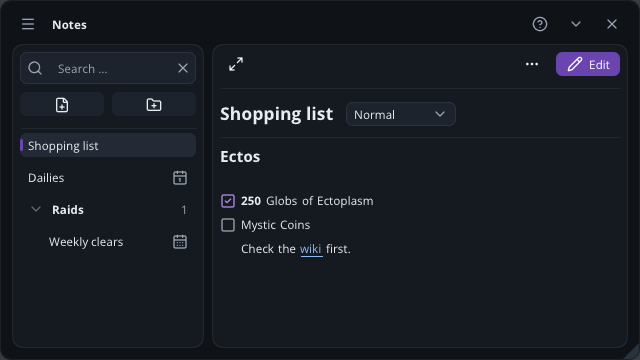 Notes
Search ...
Edit
Shopping list
Dailies
Raids 1
Weekly clears
Shopping list Normal
Ectos
250 Globs of Ectoplasm
Mystic Coins
Check the wiki first.